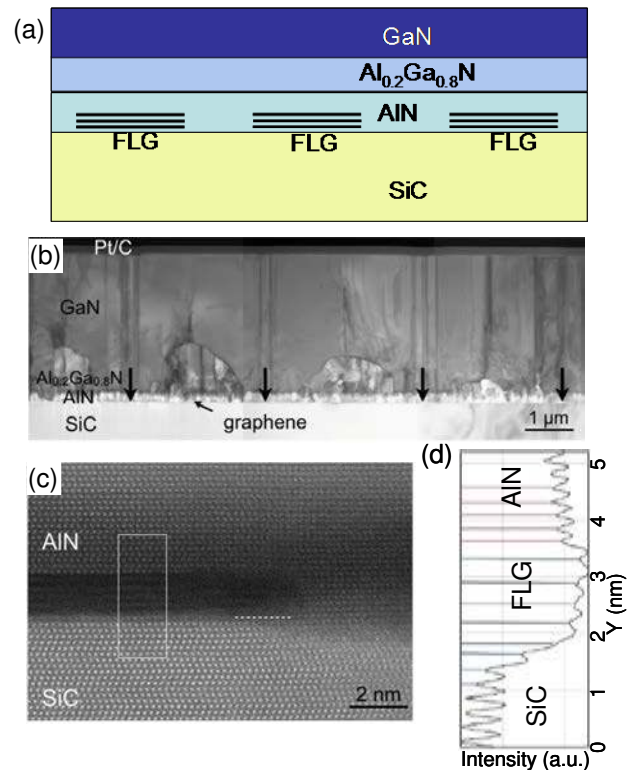 (a)
GaN
Al0.2Ga0.8N
AlN
FLG FLG FLG
SiC
(b)
Pt/C
GaN
Al0.2Ga0.8N
AlN
SiC
graphene
1 μm
(c)
AlN
SiC
2 nm
(d)
AlN
FLG
SiC
0 1 2 3 4 5
Y (nm)
Intensity (a.u.)